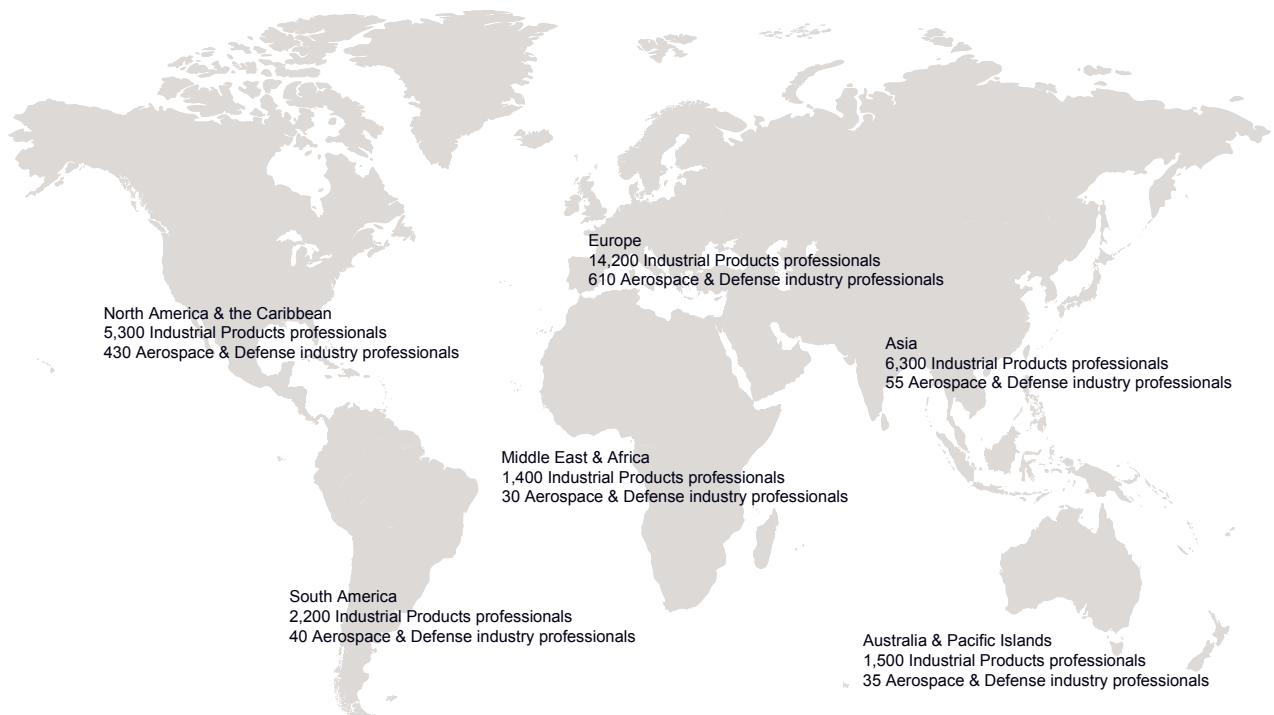 Europe
14,200 Industrial Products professionals
610 Aerospace & Defense industry professionals
North America & the Caribbean
5,300 Industrial Products professionals
430 Aerospace & Defense industry professionals
Asia
6,300 Industrial Products professionals
55 Aerospace & Defense industry professionals
Middle East & Africa
1,400 Industrial Products professionals
30 Aerospace & Defense industry professionals
South America
2,200 Industrial Products professionals
40 Aerospace & Defense industry professionals
Australia & Pacific Islands
1,500 Industrial Products professionals
35 Aerospace & Defense industry professionals